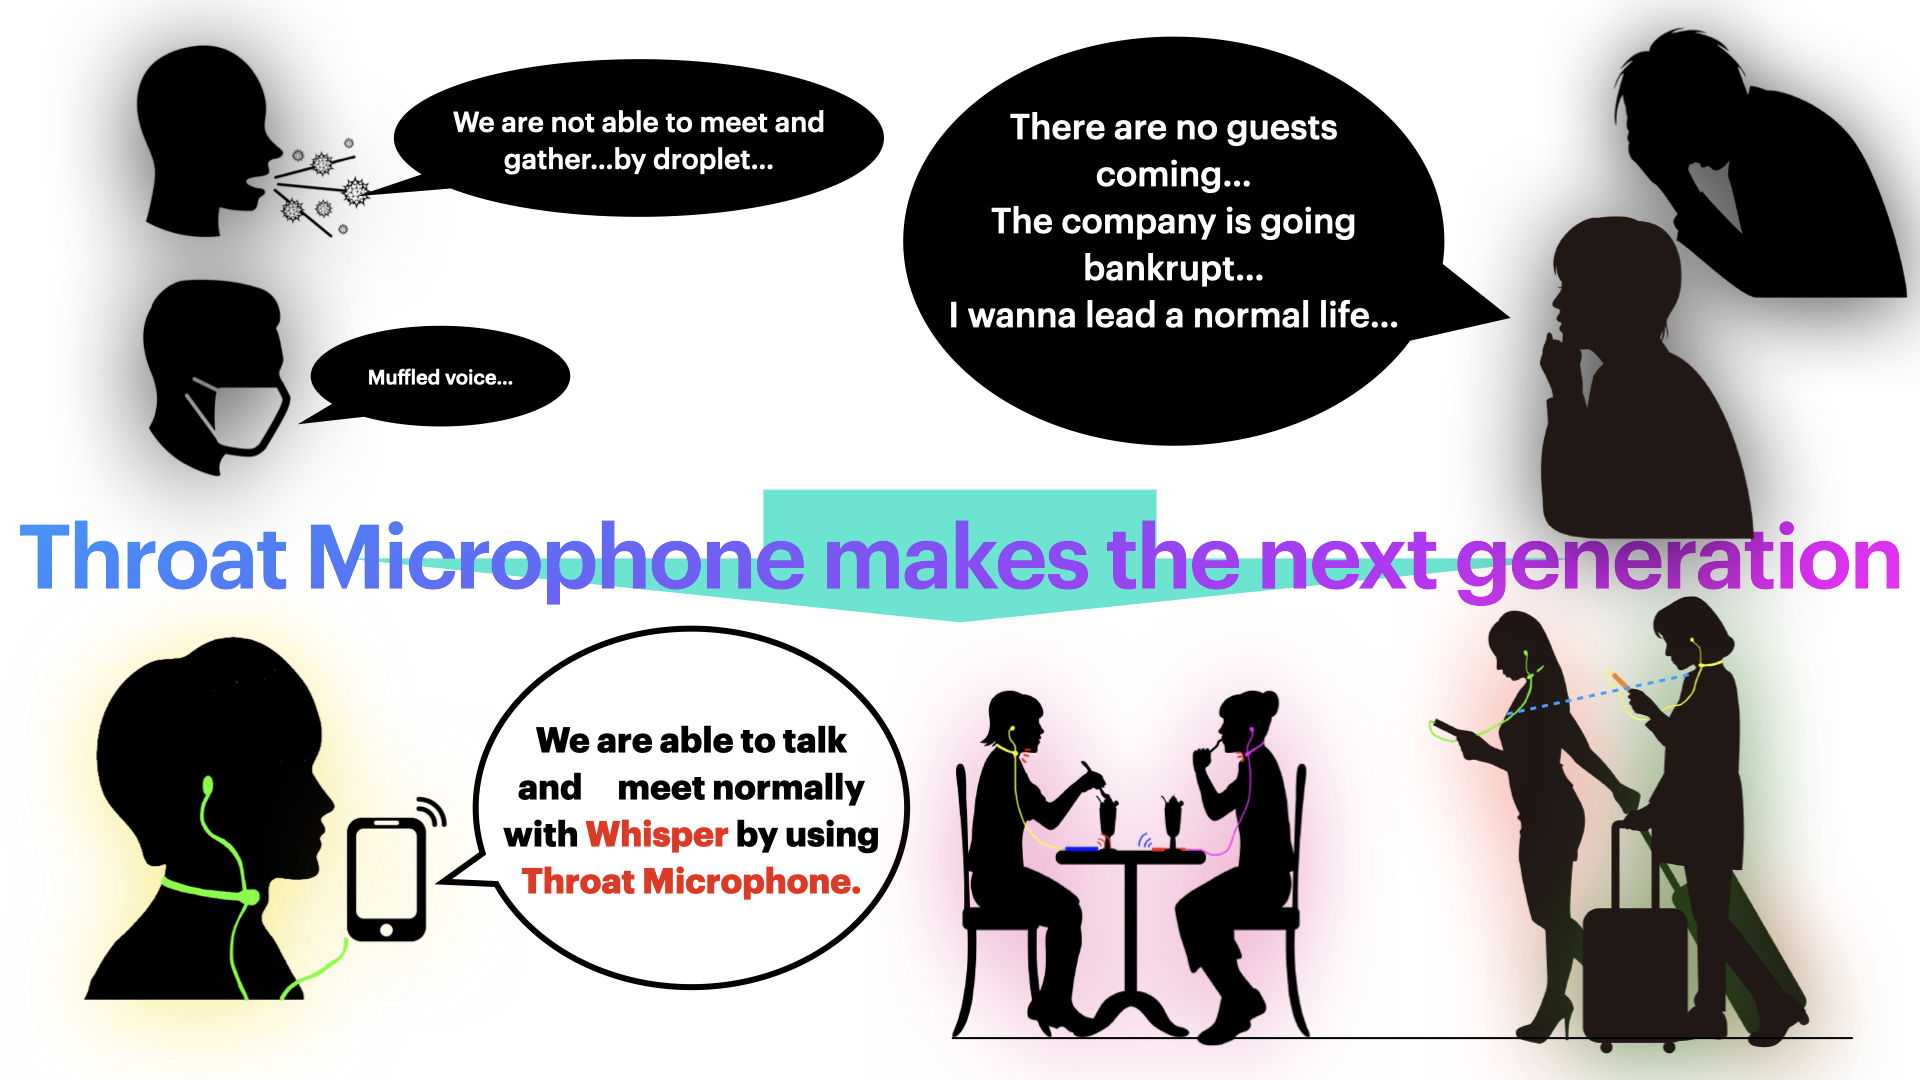 We are not able to meet and
gather...by droplet...
There are no guests
coming...
The company is going
bankrupt...
I wanna lead a normal life...
Muffled voice...
Throat Microphone makes the next generation
We are able to talk
and meet normally
with Whisper by using
Throat Microphone.